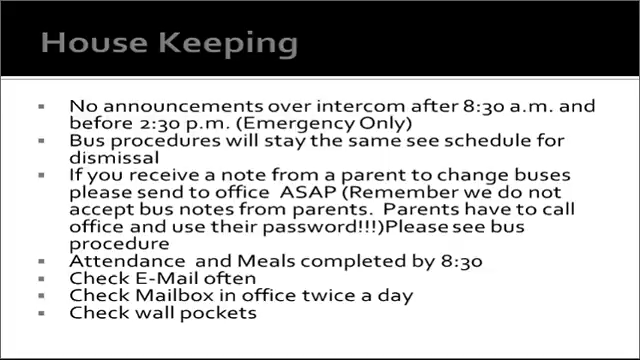 House Keeping
▪ No announcements over intercom after 8:30 a.m. and
before 2:30 p.m. (Emergency Only)
▪ Bus procedures will stay the same see schedule for
dismissal
▪ If you receive a note from a parent to change buses
please send to office ASAP (Remember we do not
accept bus notes from parents. Parents have to call
office and use their password!!!)Please see bus
procedure
▪ Attendance and Meals completed by 8:30
▪ Check E-Mail often
▪ Check Mailbox in office twice a day
▪ Check wall pockets